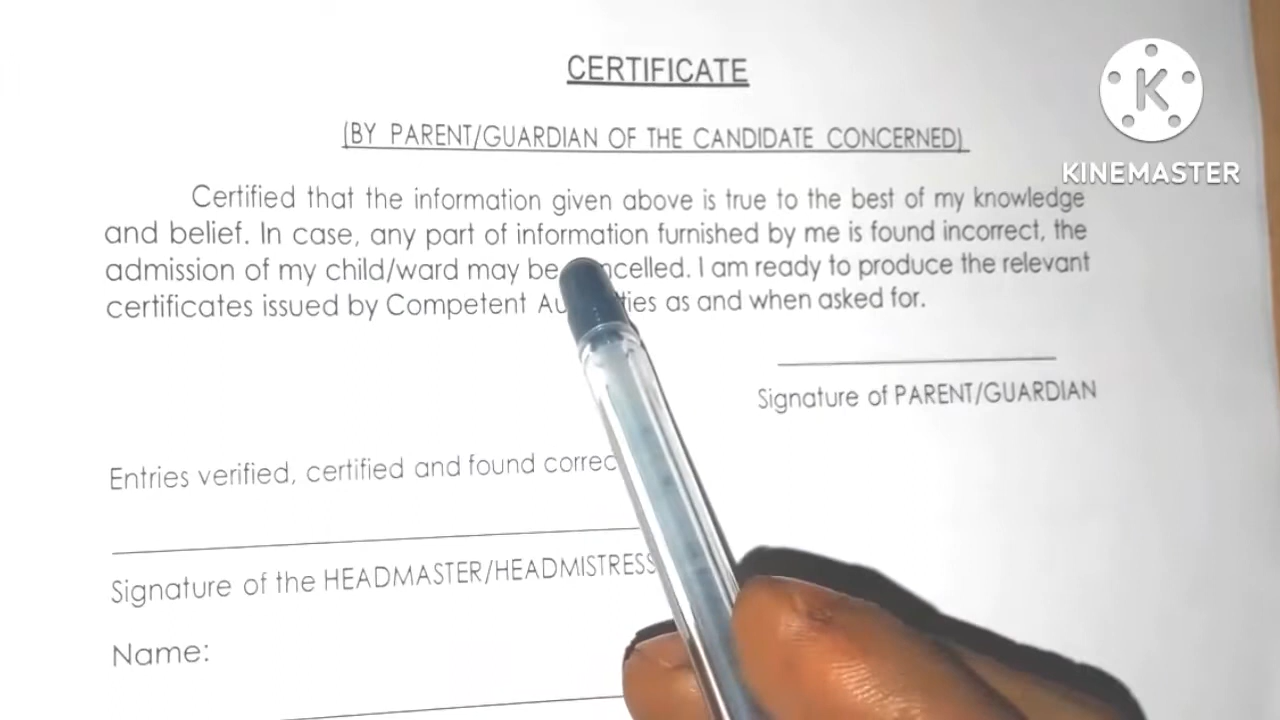 CERTIFICATE
(BY PARENT/GUARDIAN OF THE CANDIDATE CONCERNED)
Certified that the information given above is true to the best of my knowledge
and belief. In case, any part of information furnished by me is found incorrect, the
admission of my child/ward may be cancelled. I am ready to produce the relevant
certificates issued by Competent Authorities as and when asked for.
Signature of PARENT/GUARDIAN
Entries verified, certified and found correc
Signature of the HEADMASTER/HEADMISTRESS
Name:
K
KINEMASTER